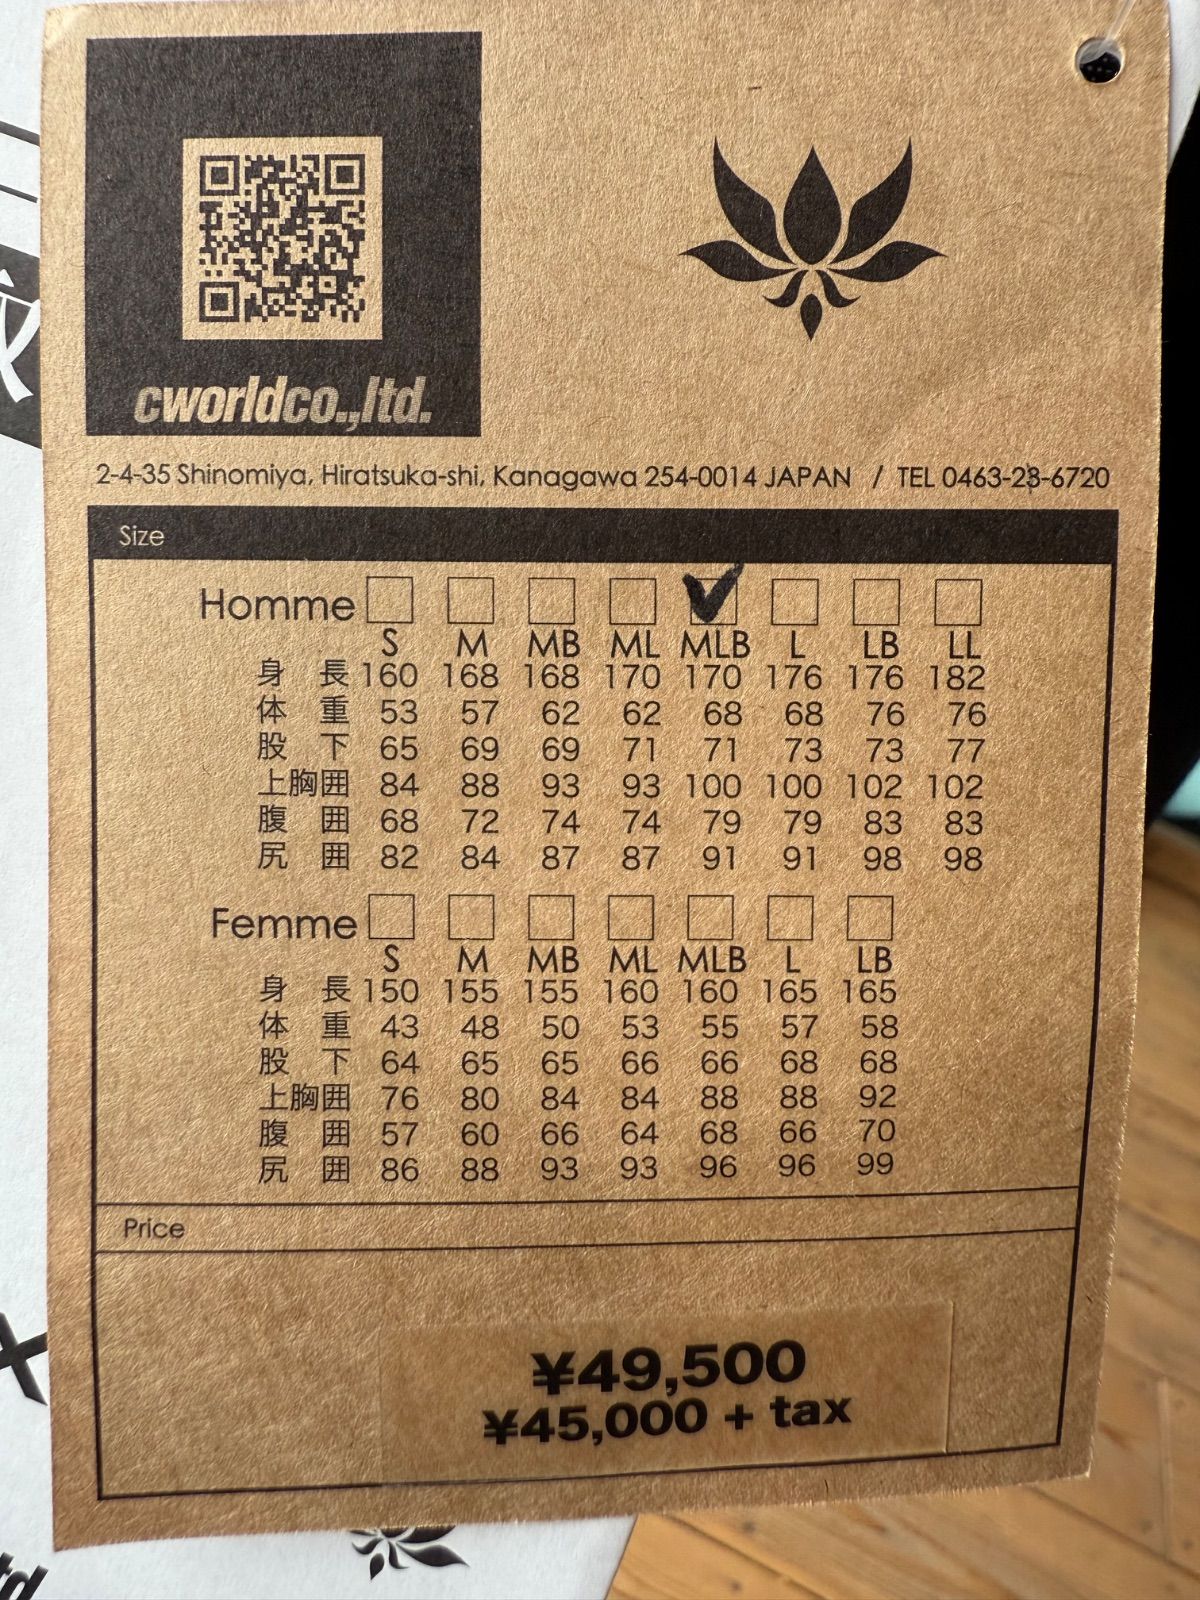 cworldco.,ltd.
2-4-35 Shinomiya, Hiratsuka-shi, Kanagawa 254-0014 JAPAN / TEL 0463-23-6720
Size
Homme
S M MB ML MLB L LB LL
身長 160 168 168 170 170 176 176 182
体重 53 57 62 62 68 68 76 76
股下 65 69 69 71 71 73 73 77
上胸囲 84 88 93 93 100 100 102 102
腹囲 68 72 74 74 79 79 83 83
尻囲 82 84 87 87 91 91 98 98
Femme
S M MB ML MLB L LB
身長 150 155 155 160 160 165 165
体重 43 48 50 53 55 57 58
股下 64 65 65 66 66 68 68
上胸囲 76 80 84 84 88 88 92
腹囲 57 60 66 64 68 66 70
尻囲 86 88 93 93 96 96 99
Price
¥49,500
¥45,000 + tax